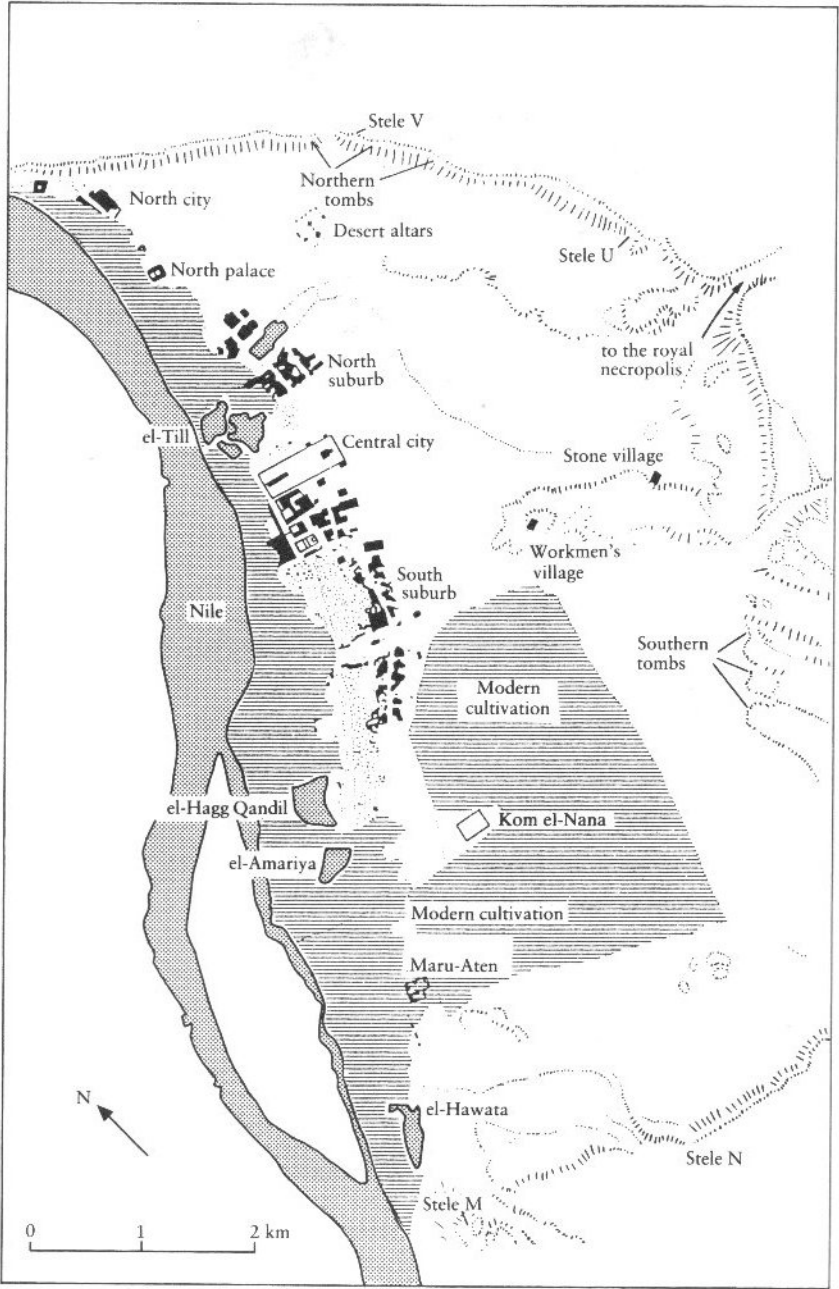 Stele V
Northern
tombs
North city
Desert altars
Stele U
North palace
to the royal
necropolis
North
suburb
el-Till
Central city
Stone village
Workmen's
village
South
suburb
Nile
Southern
tombs
Modern
cultivation
el-Hagg Qandil
Kom el-Nana
el-Amariya
Modern cultivation
Maru-Aten
N
el-Hawata
Stele N
Stele M
0 1 2 km